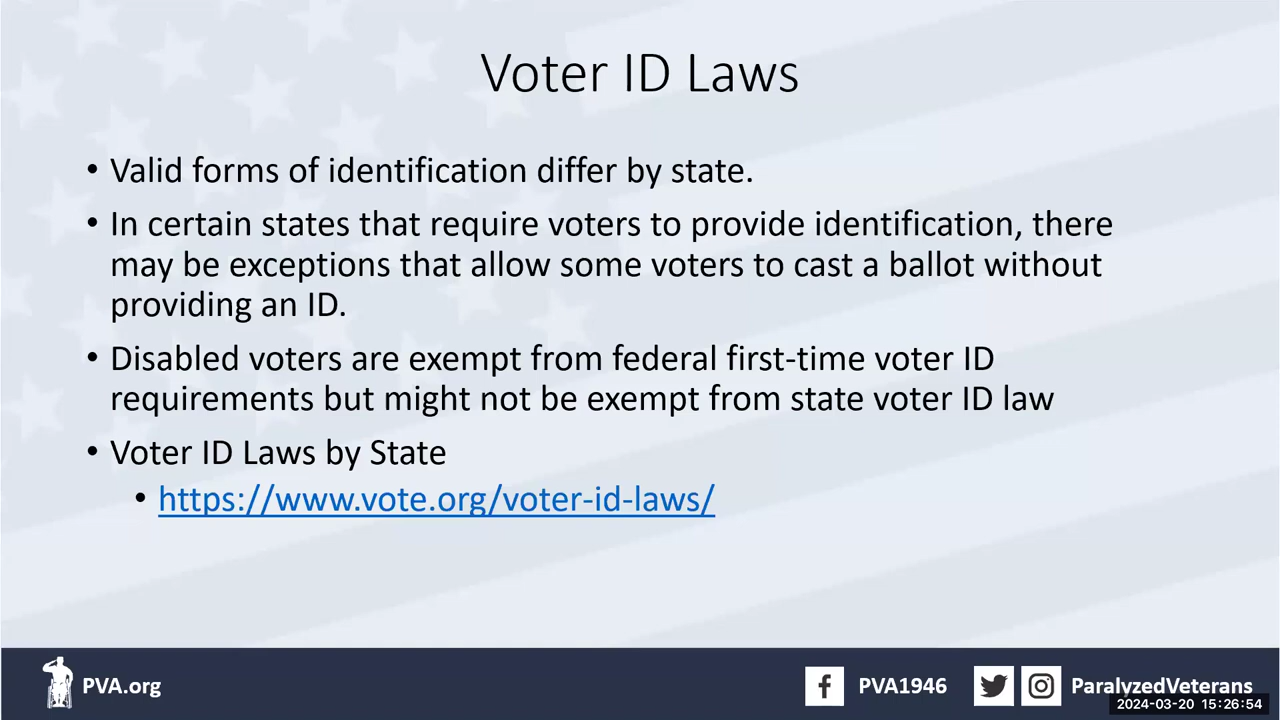 Voter ID Laws
• Valid forms of identification differ by state.
• In certain states that require voters to provide identification, there
may be exceptions that allow some voters to cast a ballot without
providing an ID.
• Disabled voters are exempt from federal first-time voter ID
requirements but might not be exempt from state voter ID law
• Voter ID Laws by State
• https://www.vote.org/voter-id-laws/
PVA.org
PVA1946
ParalyzedVeterans
2024-03-20 15:26:54